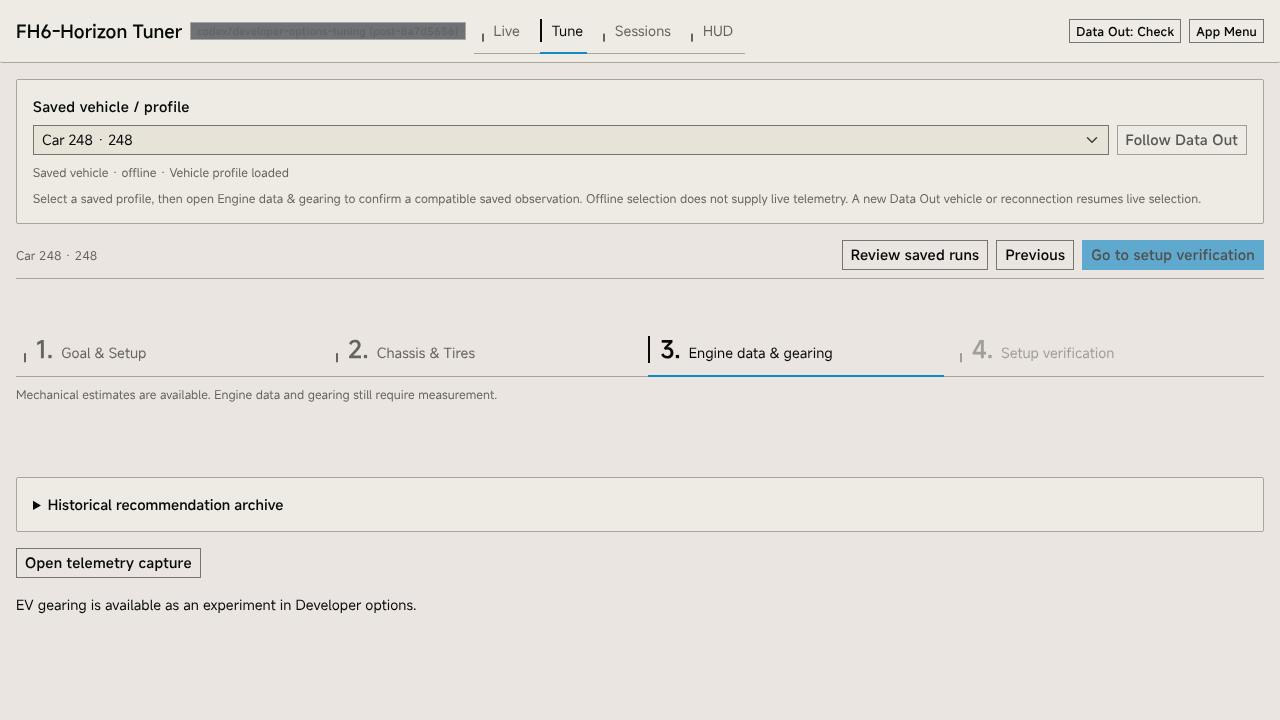 FH6-Horizon Tuner codex/developer-options-tuning Live Tune Sessions HUD Data Out: Check App Menu
Saved vehicle / profile
Car 248 · 248 Follow Data Out
Saved vehicle · offline · Vehicle profile loaded
Select a saved profile, then open Engine data & gearing to confirm a compatible saved observation. Offline selection does not supply live telemetry. A new Data Out vehicle or reconnection resumes live selection.
Car 248 · 248 Review saved runs Previous Go to setup verification
1. Goal & Setup 2. Chassis & Tires 3. Engine data & gearing 4. Setup verification
Mechanical estimates are available. Engine data and gearing still require measurement.
Historical recommendation archive
Open telemetry capture
EV gearing is available as an experiment in Developer options.